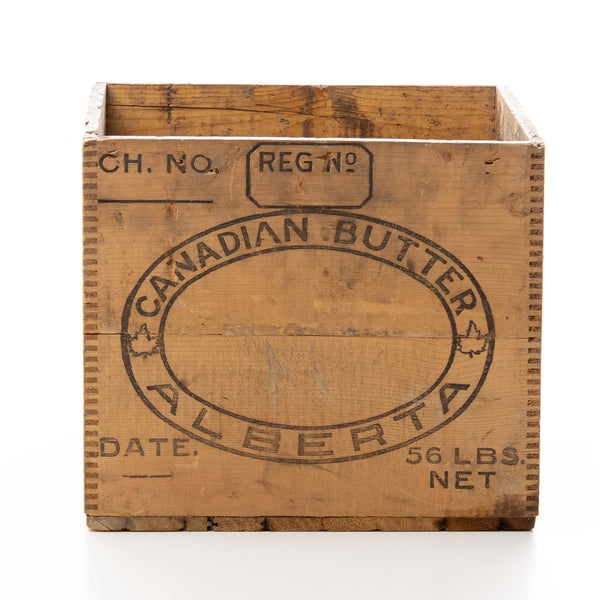 CH. NO.
REG Nº
CANADIAN BUTTER
ALBERTA
DATE.
56 LBS.
NET